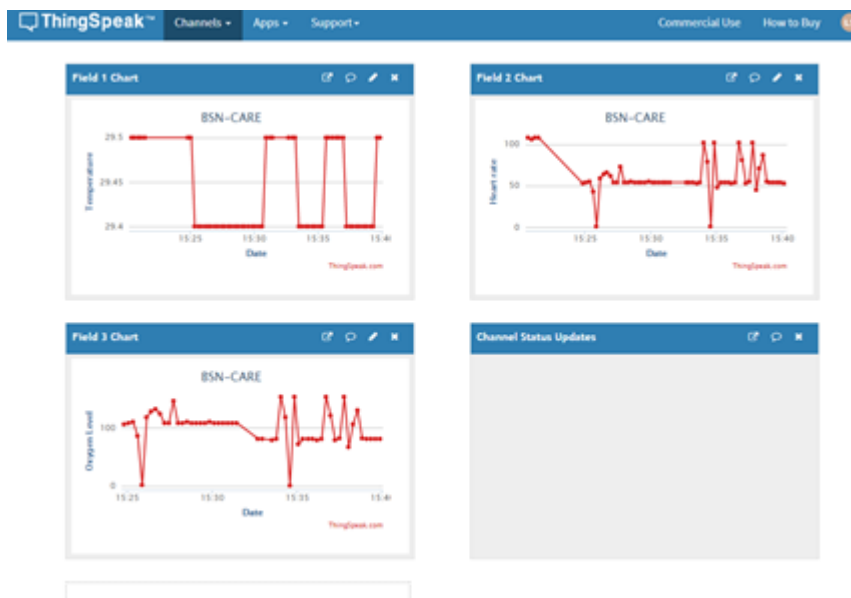 ThingSpeak™ Channels Apps Support Commercial Use How to Buy
Field 1 Chart
BSN-CARE
Temperature
29.5
29.45
29.4
15:25 15:30 15:35 15:4
Date
ThingSpeak.com
Field 2 Chart
BSN-CARE
Heart rate
100
50
0
15:25 15:30 15:35 15:40
Date
ThingSpeak.com
Field 3 Chart
BSN-CARE
Oxygen Level
100
0
15:25 15:30 15:35 15:4
Date
ThingSpeak.com
Channel Status Updates